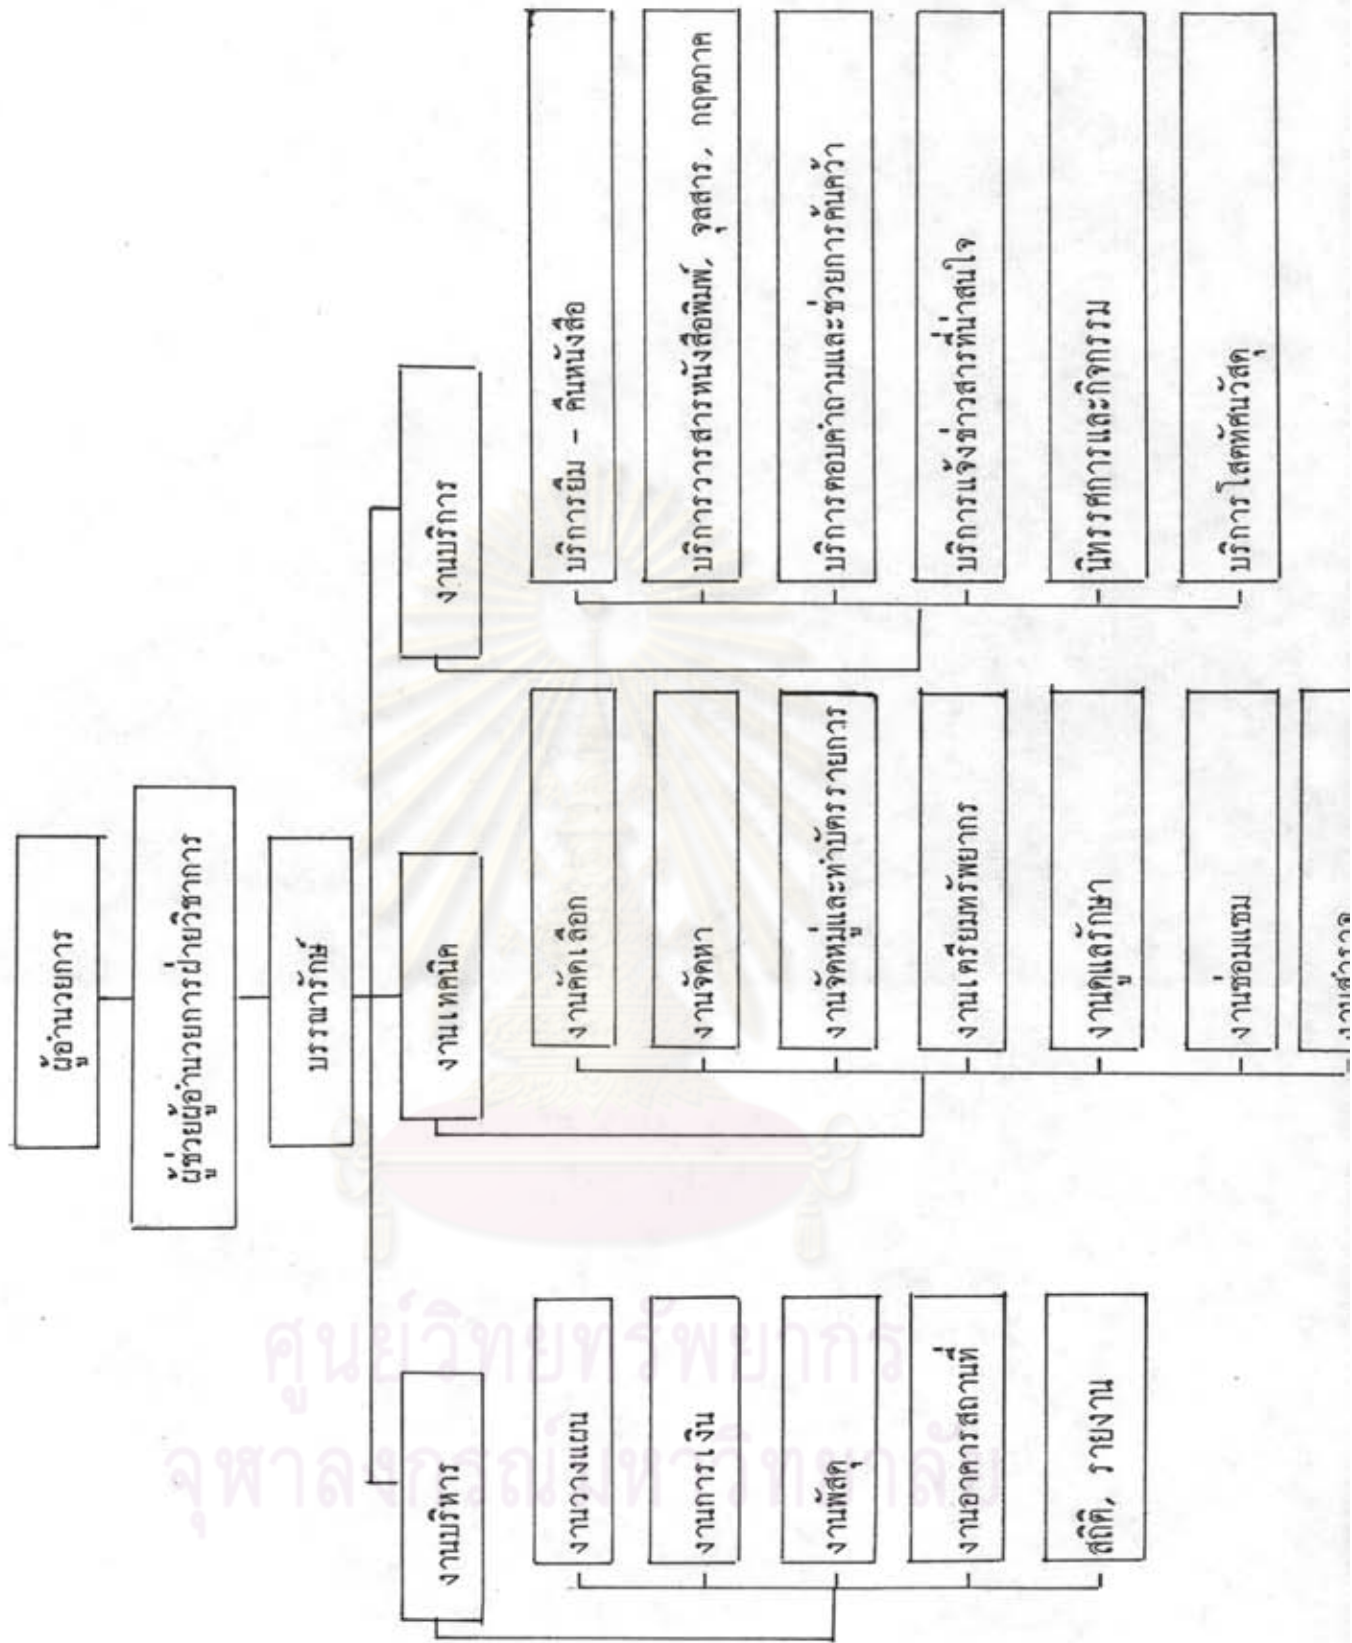 ผู้อำนวยการ
ผู้ช่วยผู้อำนวยการฝ่ายวิชาการ
บรรณารักษ์
งานบริหาร
งานวางแผน
งานการเงิน
งานพัสดุ
งานอาคารสถานที่
สถิติ, รายงาน
งานเทคนิค
งานคัดเลือก
งานจัดหา
งานจัดหมู่และทำบัตรรายการ
งานเตรียมทรัพยากร
งานดูแลรักษา
งานซ่อมแซม
งานสำรวจ
งานบริการ
บริการยืม - คืนหนังสือ
บริการวารสารหนังสือพิมพ์, จุลสาร, กฤตภาค
บริการตอบคำถามและช่วยการค้นคว้า
บริการแจ้งข่าวสารที่น่าสนใจ
นิทรรศการและกิจกรรม
บริการโสตทัศนวัสดุ
ศูนย์วิทยทรัพยากร
จุฬาลงกรณ์มหาวิทยาลัย